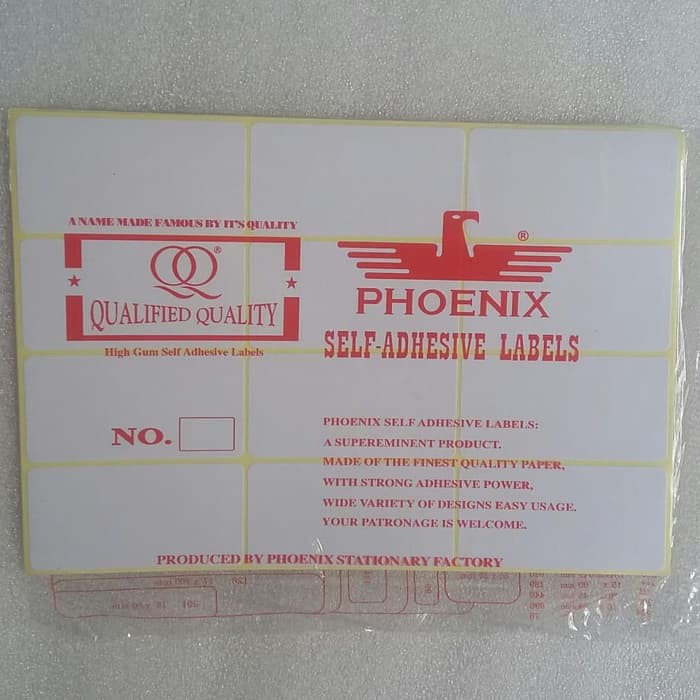 A NAME MADE FAMOUS BY IT'S QUALITY
QQ®
QUALIFIED QUALITY
High Gum Self Adhesive Labels
NO.
®
PHOENIX
SELF-ADHESIVE LABELS
PHOENIX SELF ADHESIVE LABELS:
A SUPEREMINENT PRODUCT.
MADE OF THE FINEST QUALITY PAPER,
WITH STRONG ADHESIVE POWER,
WIDE VARIETY OF DESIGNS EASY USAGE.
YOUR PATRONAGE IS WELCOME.
PRODUCED BY PHOENIX STATIONARY FACTORY